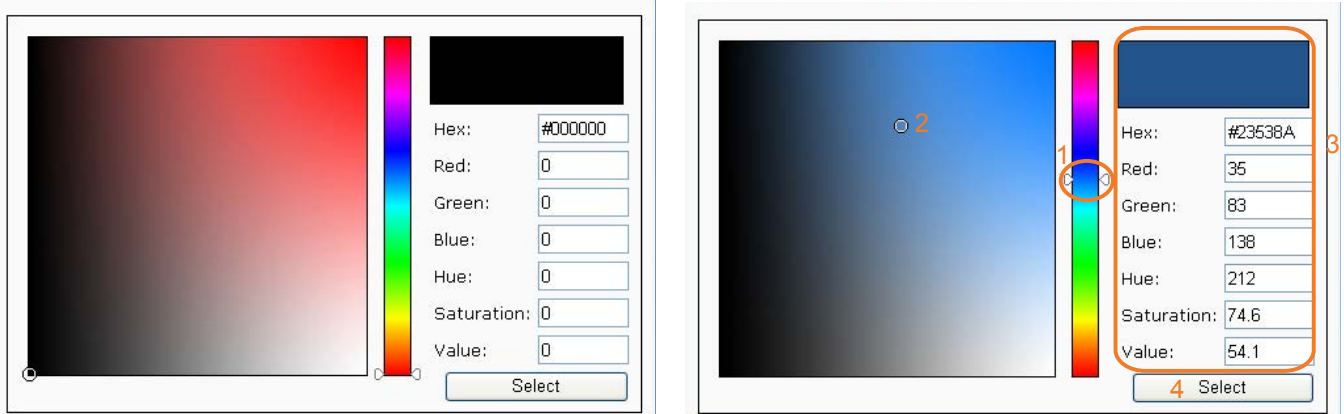 Hex: #000000
Red: 0
Green: 0
Blue: 0
Hue: 0
Saturation: 0
Value: 0
Select
2
1
3
Hex: #23538A
Red: 35
Green: 83
Blue: 138
Hue: 212
Saturation: 74.6
Value: 54.1
4 Select